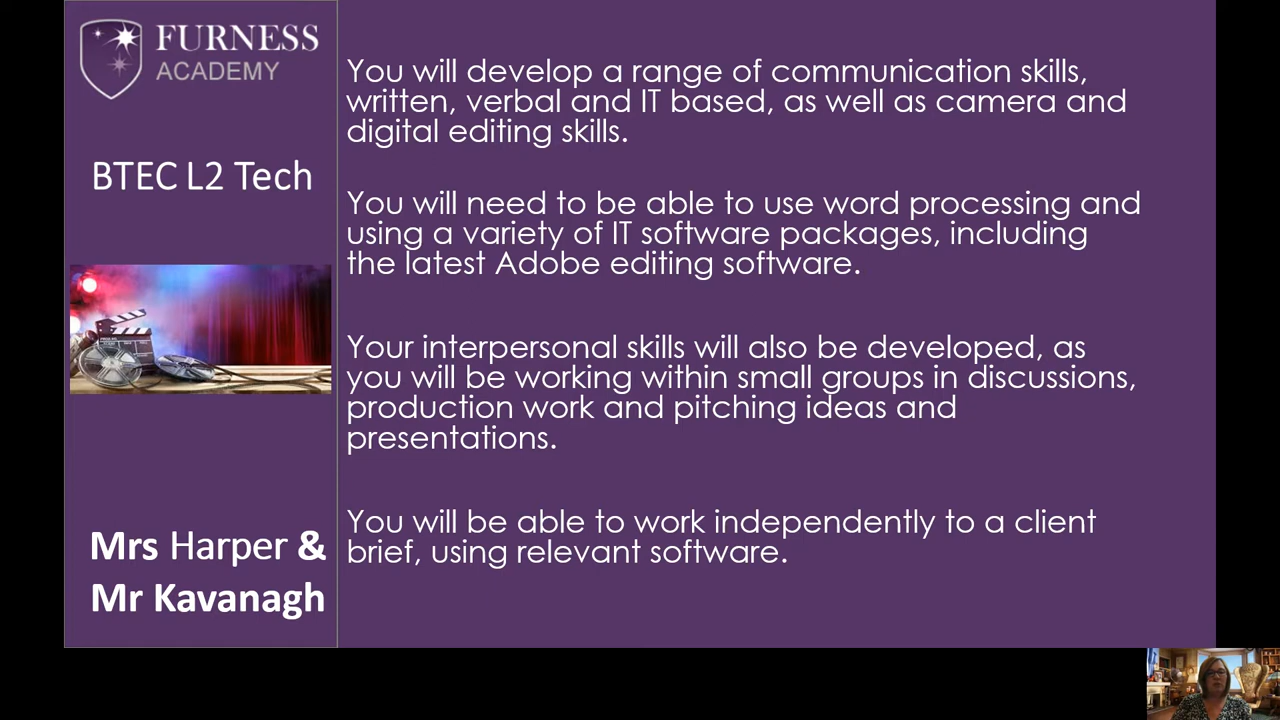 FURNESS
ACADEMY
BTEC L2 Tech
Mrs Harper &
Mr Kavanagh
You will develop a range of communication skills,
written, verbal and IT based, as well as camera and
digital editing skills.
You will need to be able to use word processing and
using a variety of IT software packages, including
the latest Adobe editing software.
Your interpersonal skills will also be developed, as
you will be working within small groups in discussions,
production work and pitching ideas and
presentations.
You will be able to work independently to a client
brief, using relevant software.